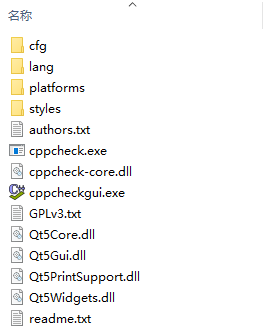 名称
cfg
lang
platforms
styles
authors.txt
cppcheck.exe
cppcheck-core.dll
cppcheckgui.exe
GPLv3.txt
Qt5Core.dll
Qt5Gui.dll
Qt5PrintSupport.dll
Qt5Widgets.dll
readme.txt